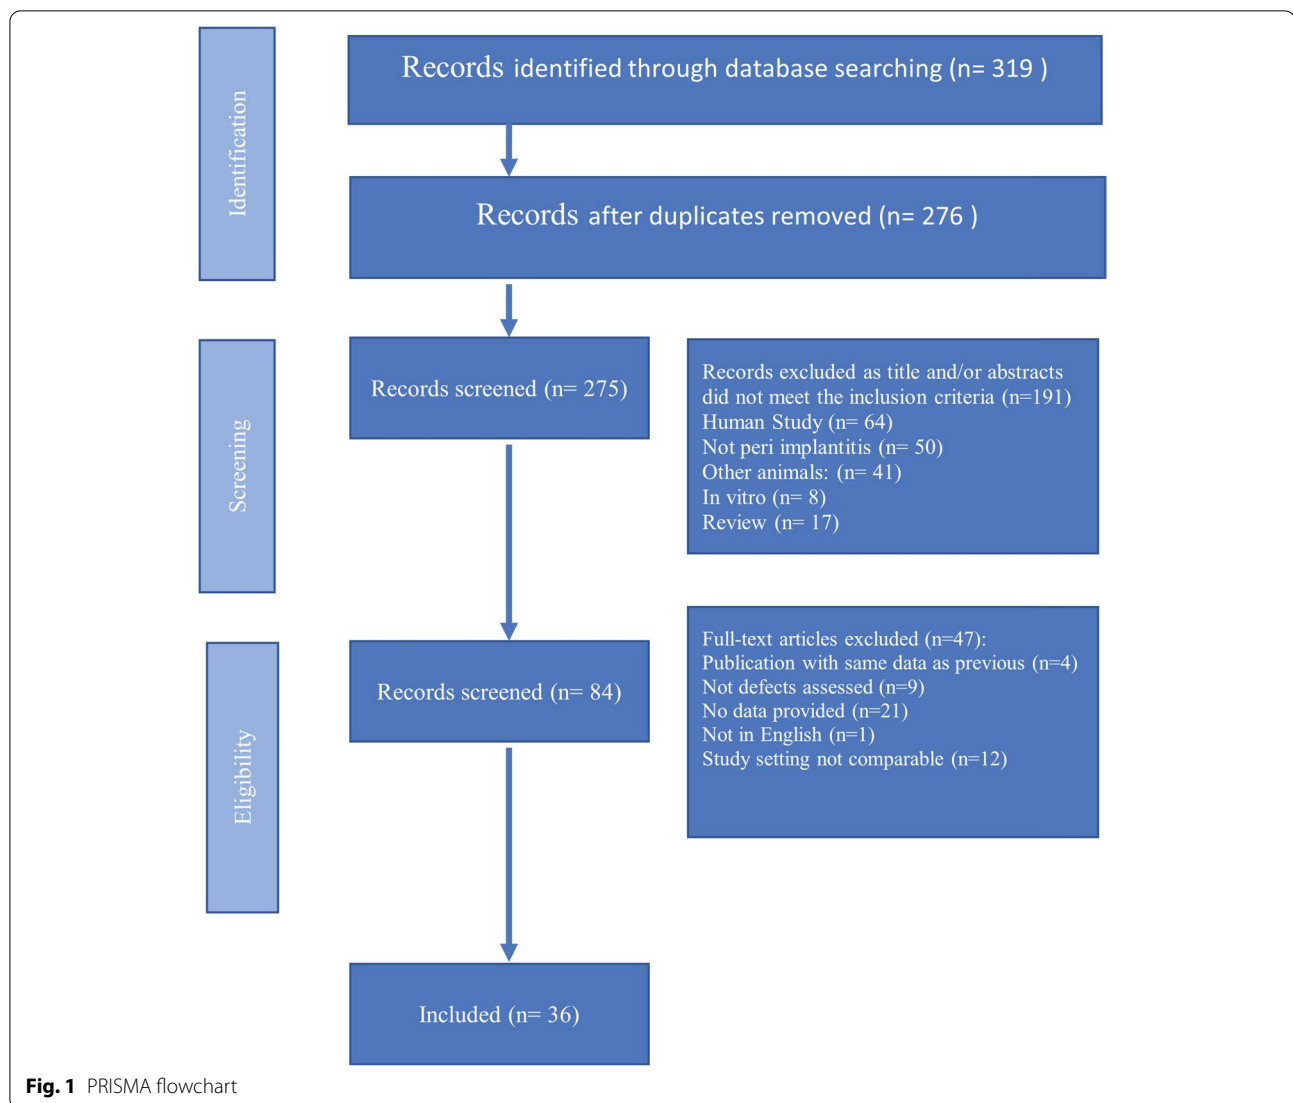 Identification
Records identified through database searching (n= 319 )
Records after duplicates removed (n= 276 )
Screening
Records screened (n= 275)
Records excluded as title and/or abstracts
did not meet the inclusion criteria (n=191)
Human Study (n= 64)
Not peri implantitis (n= 50)
Other animals: (n= 41)
In vitro (n= 8)
Review (n= 17)
Eligibility
Records screened (n= 84)
Full-text articles excluded (n=47):
Publication with same data as previous (n=4)
Not defects assessed (n=9)
No data provided (n=21)
Not in English (n=1)
Study setting not comparable (n=12)
Included (n= 36)
Fig. 1 PRISMA flowchart